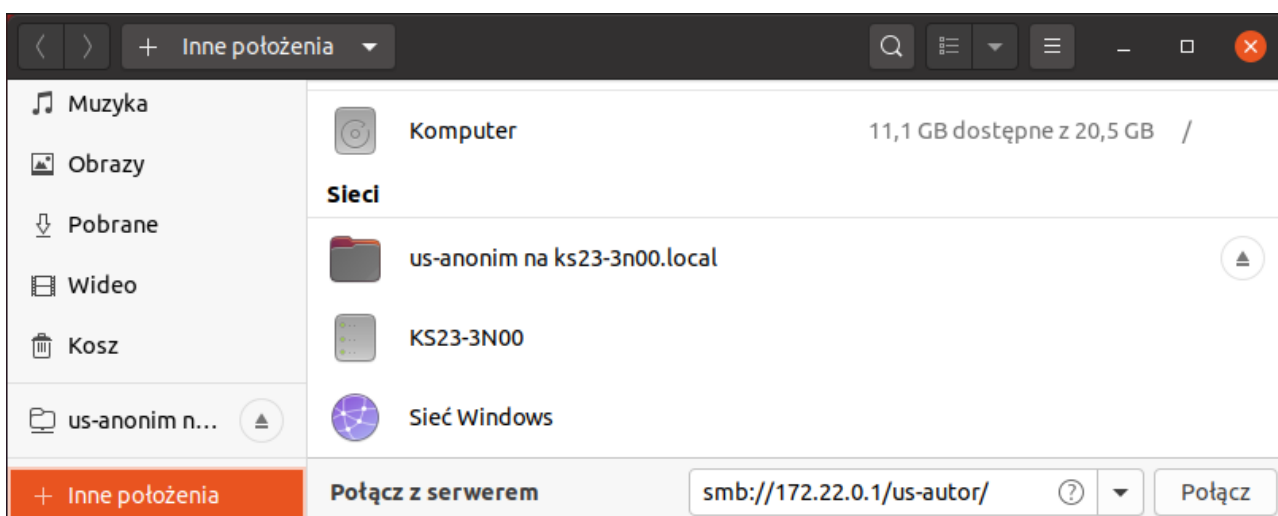 + Inne położenia
Muzyka
Obrazy
Pobrane
Wideo
Kosz
us-anonim n...
+ Inne położenia
Komputer 11,1 GB dostępne z 20,5 GB /
Sieci
us-anonim na ks23-3n00.local
KS23-3N00
Sieć Windows
Połącz z serwerem smb://172.22.0.1/us-autor/ ? Połącz